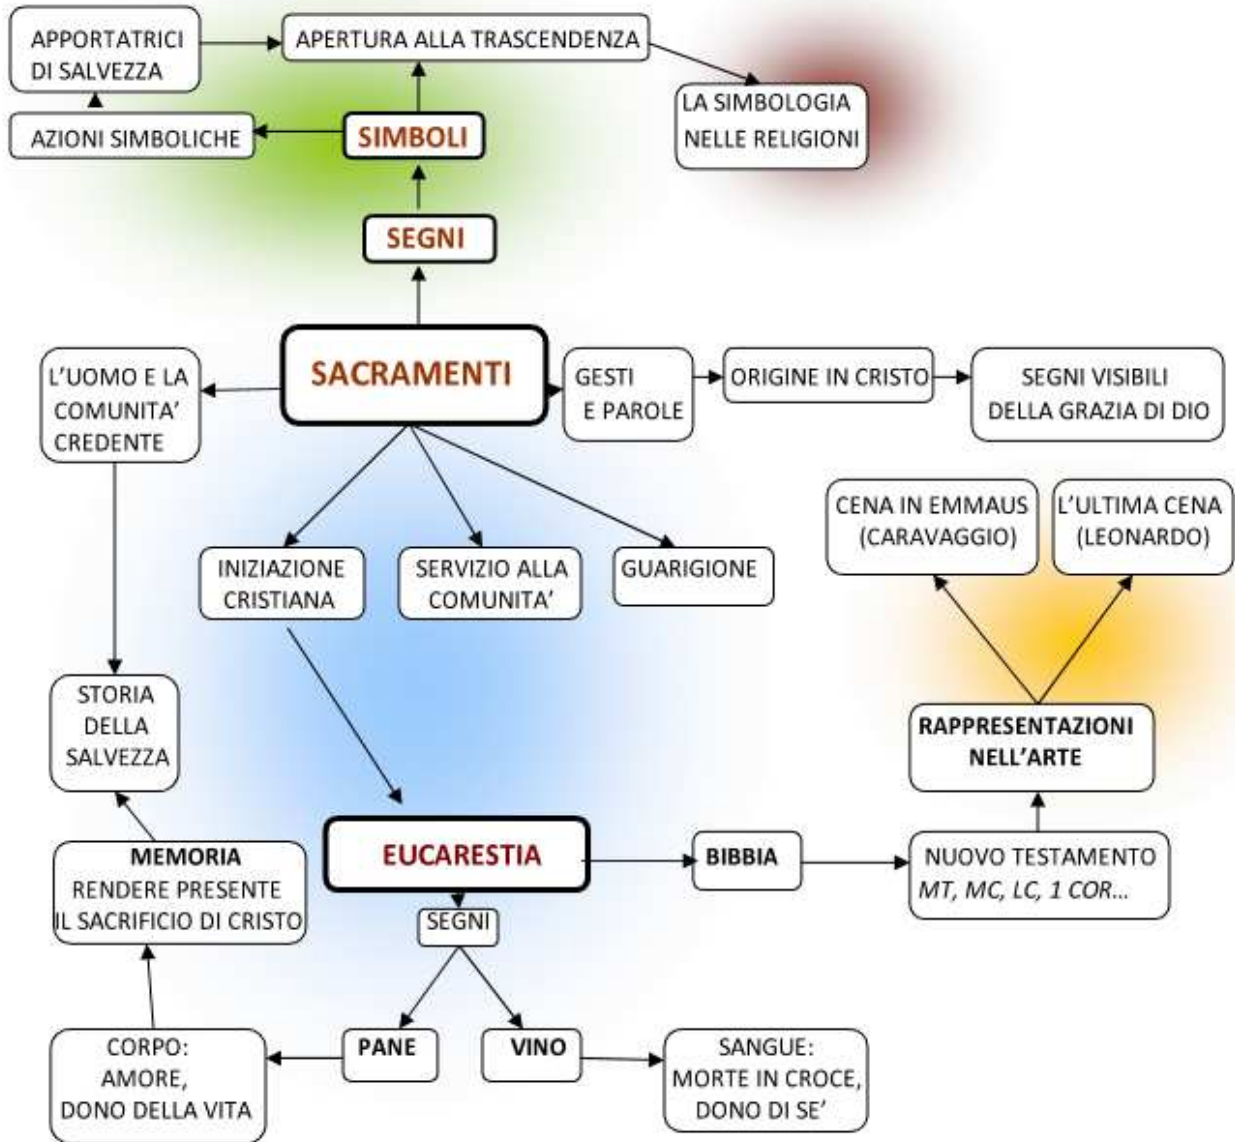 APPORTATRICI
DI SALVEZZA
APERTURA ALLA TRASCENDENZA
LA SIMBOLOGIA
NELLE RELIGIONI
AZIONI SIMBOLICHE
SIMBOLI
SEGNI
SACRAMENTI
L'UOMO E LA
COMUNITA'
CREDENTE
GESTI
E PAROLE
ORIGINE IN CRISTO
SEGNI VISIBILI
DELLA GRAZIA DI DIO
CENA IN EMMAUS
(CARAVAGGIO)
L'ULTIMA CENA
(LEONARDO)
INIZIAZIONE
CRISTIANA
SERVIZIO ALLA
COMUNITA'
GUARIGIONE
STORIA
DELLA
SALVEZZA
RAPPRESENTAZIONI
NELL'ARTE
MEMORIA
RENDERE PRESENTE
IL SACRIFICIO DI CRISTO
EUCARESTIA
BIBBIA
NUOVO TESTAMENTO
MT, MC, LC, 1 COR...
SEGNI
PANE
VINO
CORPO:
AMORE,
DONO DELLA VITA
SANGUE:
MORTE IN CROCE,
DONO DI SE'